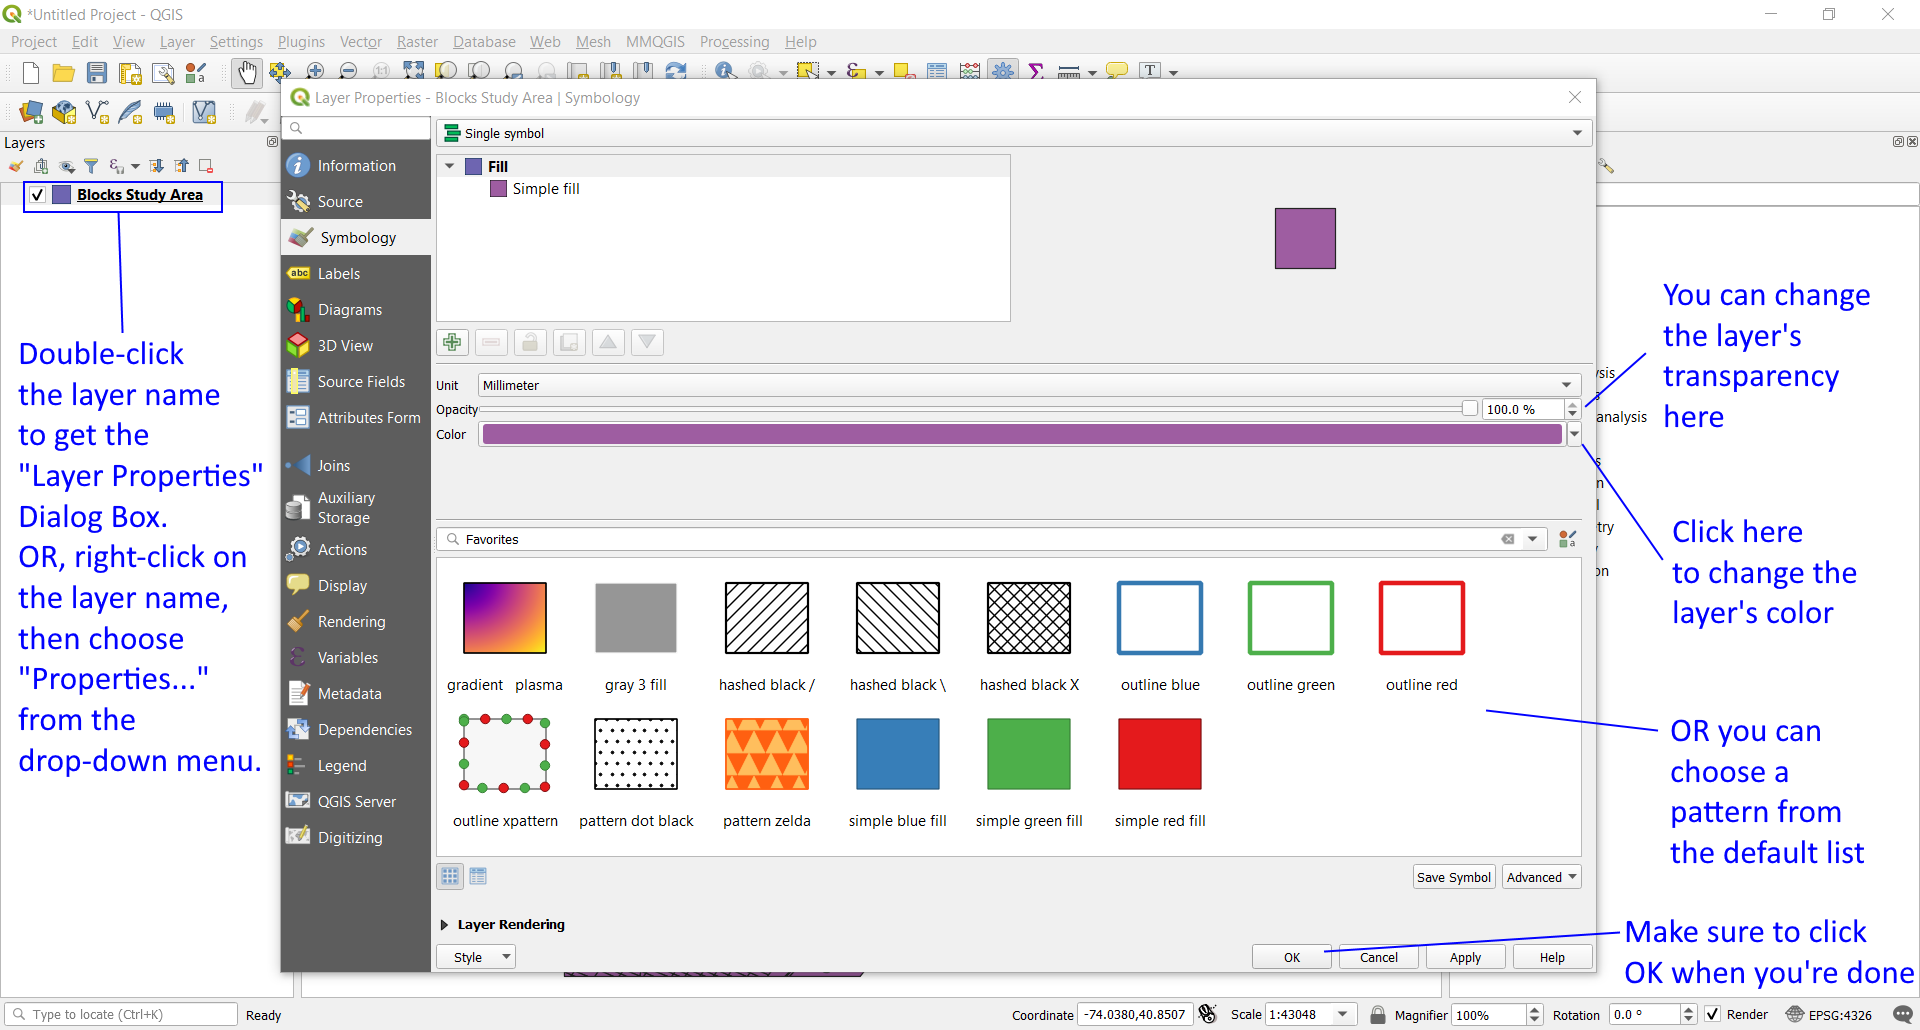 *Untitled Project - QGIS
Project Edit View Layer Settings Plugins Vector Raster Database Web Mesh MMQGIS Processing Help
Layer Properties - Blocks Study Area | Symbology
Layers
Blocks Study Area
Double-click
the layer name
to get the
"Layer Properties"
Dialog Box.
OR, right-click on
the layer name,
then choose
"Properties..."
from the
drop-down menu.
Information
Source
Symbology
Labels
Diagrams
3D View
Source Fields
Attributes Form
Joins
Auxiliary
Storage
Actions
Display
Rendering
Variables
Metadata
Dependencies
Legend
QGIS Server
Digitizing
Single symbol
Fill
Simple fill
Unit Millimeter
Opacity 100.0 %
Color
Favorites
gradient plasma
gray 3 fill
hashed black /
hashed black \
hashed black X
outline blue
outline green
outline red
outline xpattern
pattern dot black
pattern zelda
simple blue fill
simple green fill
simple red fill
Save Symbol Advanced
Layer Rendering
Style OK Cancel Apply Help
You can change
the layer's
transparency
here
analysis
Click here
to change the
layer's color
OR you can
choose a
pattern from
the default list
Make sure to click
OK when you're done
Type to locate (Ctrl+K) Ready Coordinate -74.0380,40.8507 Scale 1:43048 Magnifier 100% Rotation 0.0 ° Render EPSG:4326